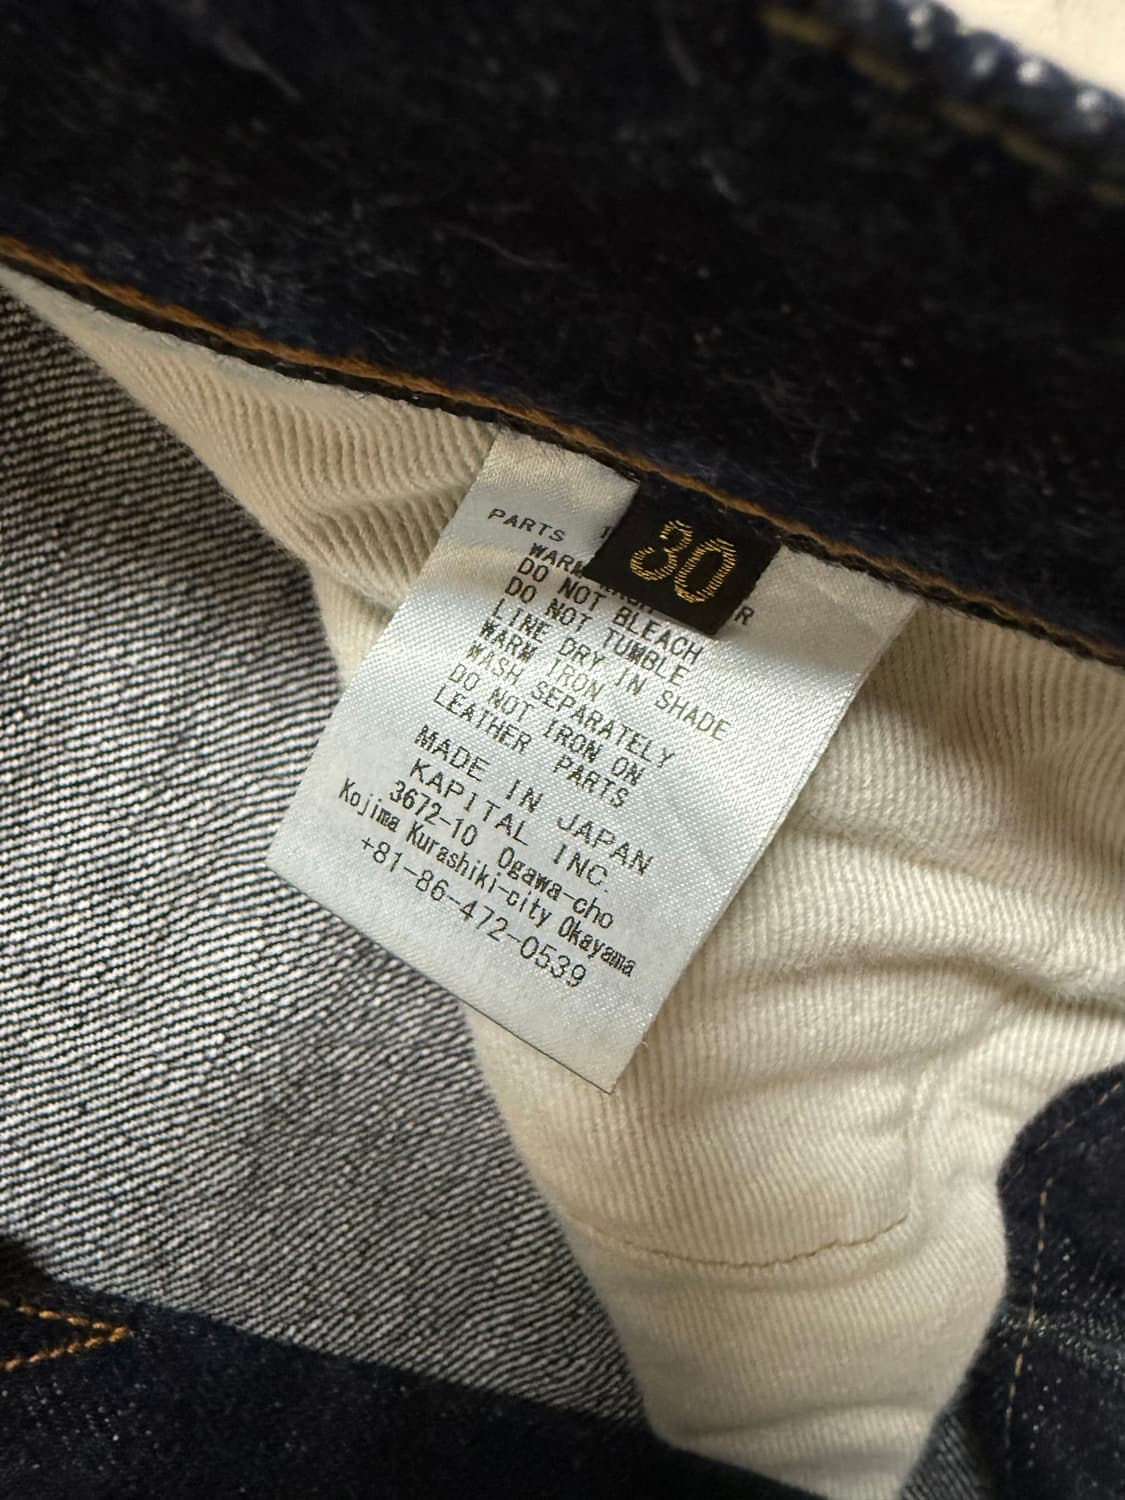 30
PARTS
WARM
DO NOT BLEACH
DO NOT TUMBLE
LINE DRY IN SHADE
WARM IRON
WASH SEPARATELY
DO NOT IRON ON
LEATHER PARTS
MADE IN JAPAN
KAPITAL INC.
3672-10 Ogawa-cho
Kojima Kurashiki-city Okayama
+81-86-472-0539